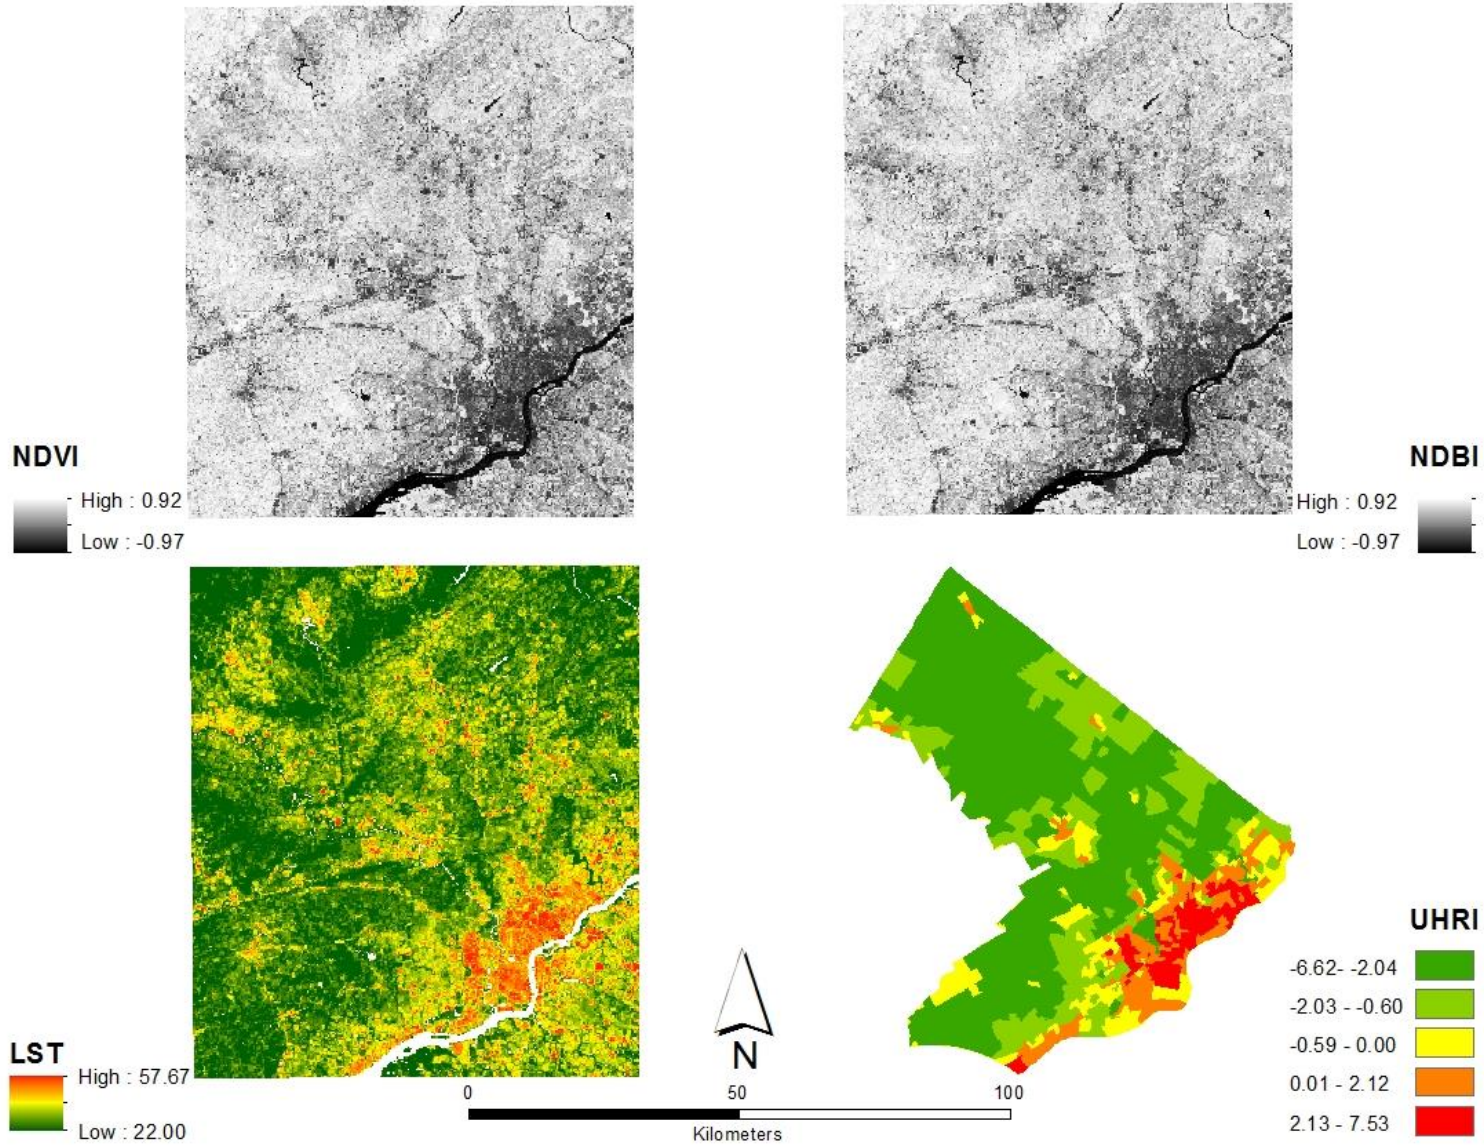 NDVI
High : 0.92
Low : -0.97
NDBI
High : 0.92
Low : -0.97
LST
High : 57.67
Low : 22.00
N
0 50 100
Kilometers
UHRI
-6.62- -2.04
-2.03 - -0.60
-0.59 - 0.00
0.01 - 2.12
2.13 - 7.53